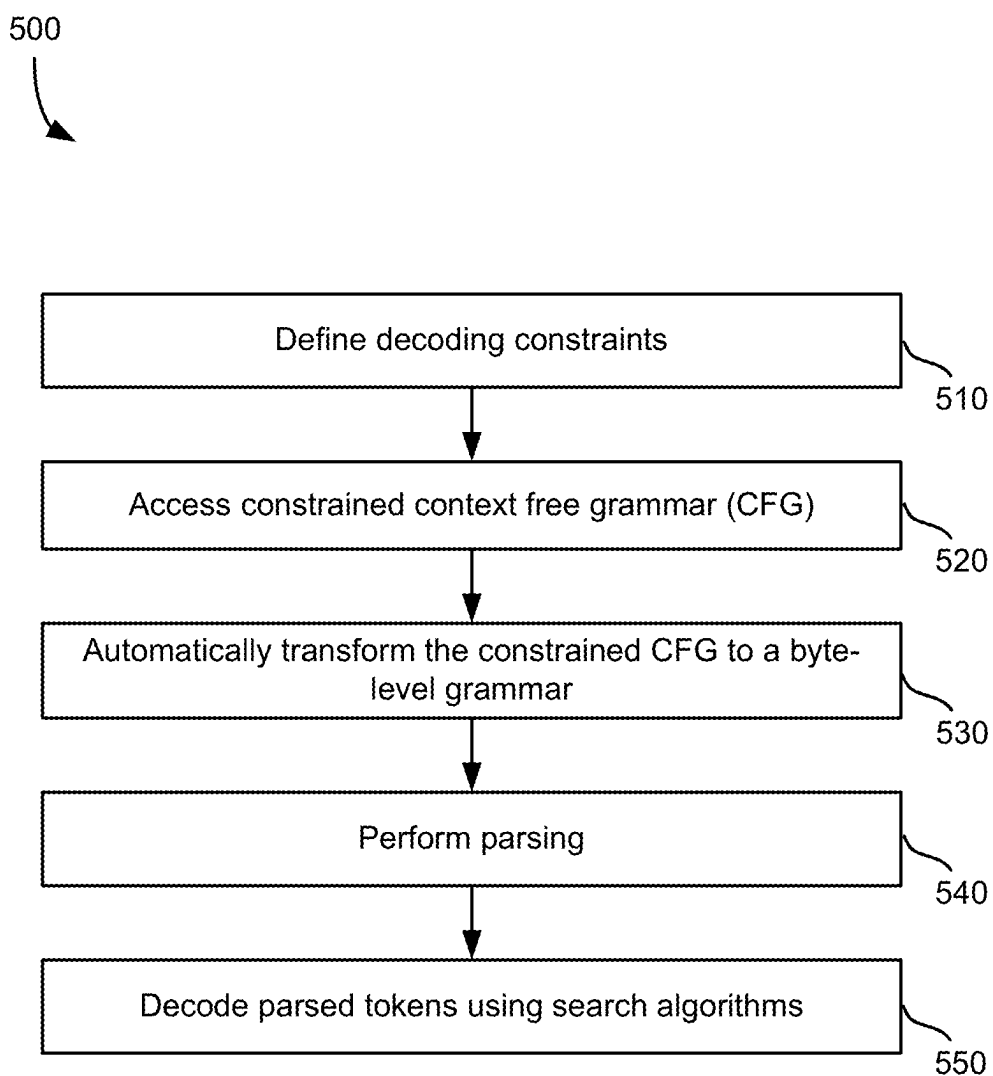 500
Define decoding constraints
510
Access constrained context free grammar (CFG)
520
Automatically transform the constrained CFG to a byte-
level grammar
530
Perform parsing
540
Decode parsed tokens using search algorithms
550